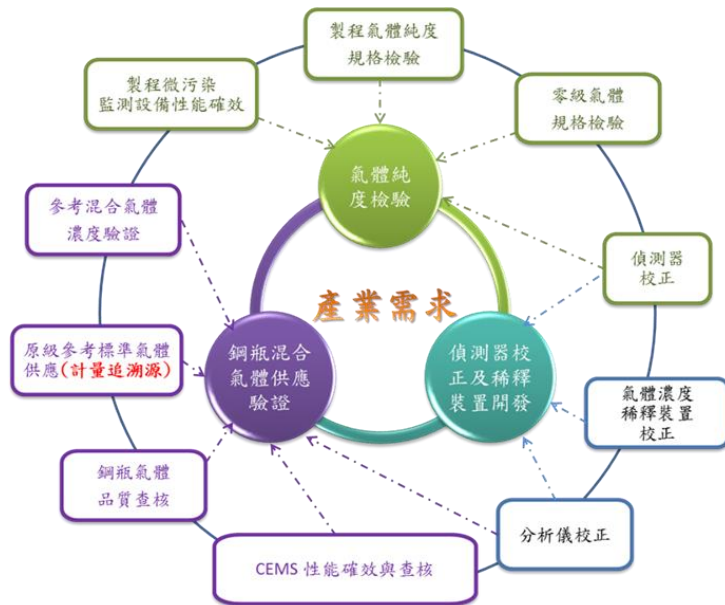 製程氣體純度
規格檢驗
製程微污染
監測設備性能確效
零級氣體
規格檢驗
氣體純
度檢驗
參考混合氣體
濃度驗證
偵測器
校正
產業需求
原級參考標準氣體
供應(計量追溯源)
鋼瓶混合
氣體供應
驗證
偵測器校
正及稀釋
裝置開發
氣體濃度
稀釋裝置
校正
鋼瓶氣體
品質查核
分析儀校正
CEMS 性能確效與查核